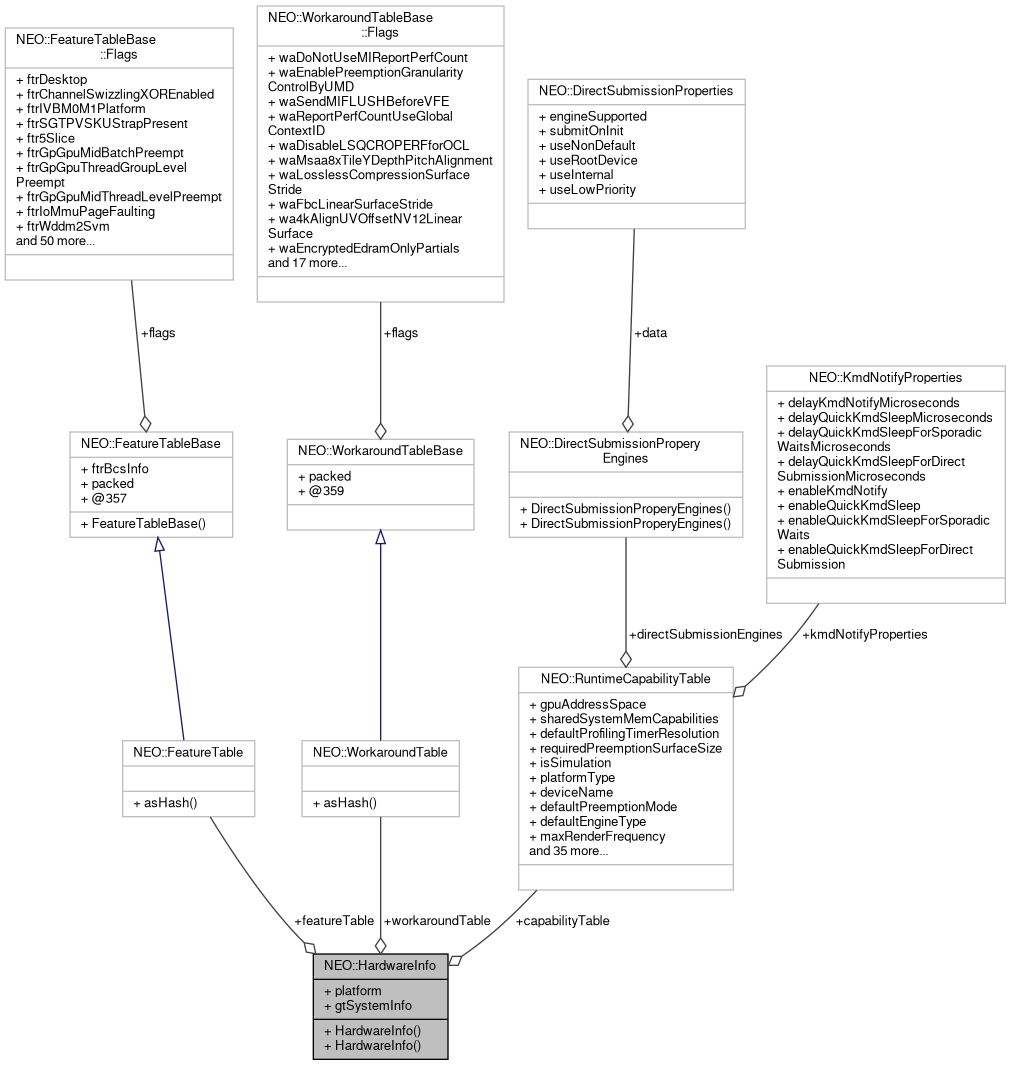 NEO::FeatureTableBase
::Flags
+ ftrDesktop
+ ftrChannelSwizzlingXOREnabled
+ ftrIVBM0M1Platform
+ ftrSGTPVSKUStrapPresent
+ ftr5Slice
+ ftrGpGpuMidBatchPreempt
+ ftrGpGpuThreadGroupLevel
Preempt
+ ftrGpGpuMidThreadLevelPreempt
+ ftrIoMmuPageFaulting
+ ftrWddm2Svm
and 50 more...
NEO::WorkaroundTableBase
::Flags
+ waDoNotUseMIReportPerfCount
+ waEnablePreemptionGranularity
ControlByUMD
+ waSendMIFLUSHBeforeVFE
+ waReportPerfCountUseGlobal
ContextID
+ waDisableLSQCROPERFforOCL
+ waMsaa8xTileYDepthPitchAlignment
+ waLosslessCompressionSurface
Stride
+ waFbcLinearSurfaceStride
+ wa4kAlignUVOffsetNV12Linear
Surface
+ waEncryptedEdramOnlyPartials
and 17 more...
NEO::DirectSubmissionProperties
+ engineSupported
+ submitOnInit
+ useNonDefault
+ useRootDevice
+ useInternal
+ useLowPriority
+flags
+flags
+data
NEO::KmdNotifyProperties
+ delayKmdNotifyMicroseconds
+ delayQuickKmdSleepMicroseconds
+ delayQuickKmdSleepForSporadic
WaitsMicroseconds
+ delayQuickKmdSleepForDirect
SubmissionMicroseconds
+ enableKmdNotify
+ enableQuickKmdSleep
+ enableQuickKmdSleepForSporadic
Waits
+ enableQuickKmdSleepForDirect
Submission
NEO::FeatureTableBase
+ ftrBcsInfo
+ packed
+ @357
+ FeatureTableBase()
NEO::WorkaroundTableBase
+ packed
+ @359
NEO::DirectSubmissionPropery
Engines
+ DirectSubmissionProperyEngines()
+ DirectSubmissionProperyEngines()
+directSubmissionEngines
+kmdNotifyProperties
NEO::FeatureTable
+ asHash()
NEO::WorkaroundTable
+ asHash()
NEO::RuntimeCapabilityTable
+ gpuAddressSpace
+ sharedSystemMemCapabilities
+ defaultProfilingTimerResolution
+ requiredPreemptionSurfaceSize
+ isSimulation
+ platformType
+ deviceName
+ defaultPreemptionMode
+ defaultEngineType
+ maxRenderFrequency
and 35 more...
+featureTable
+workaroundTable
+capabilityTable
NEO::HardwareInfo
+ platform
+ gtSystemInfo
+ HardwareInfo()
+ HardwareInfo()